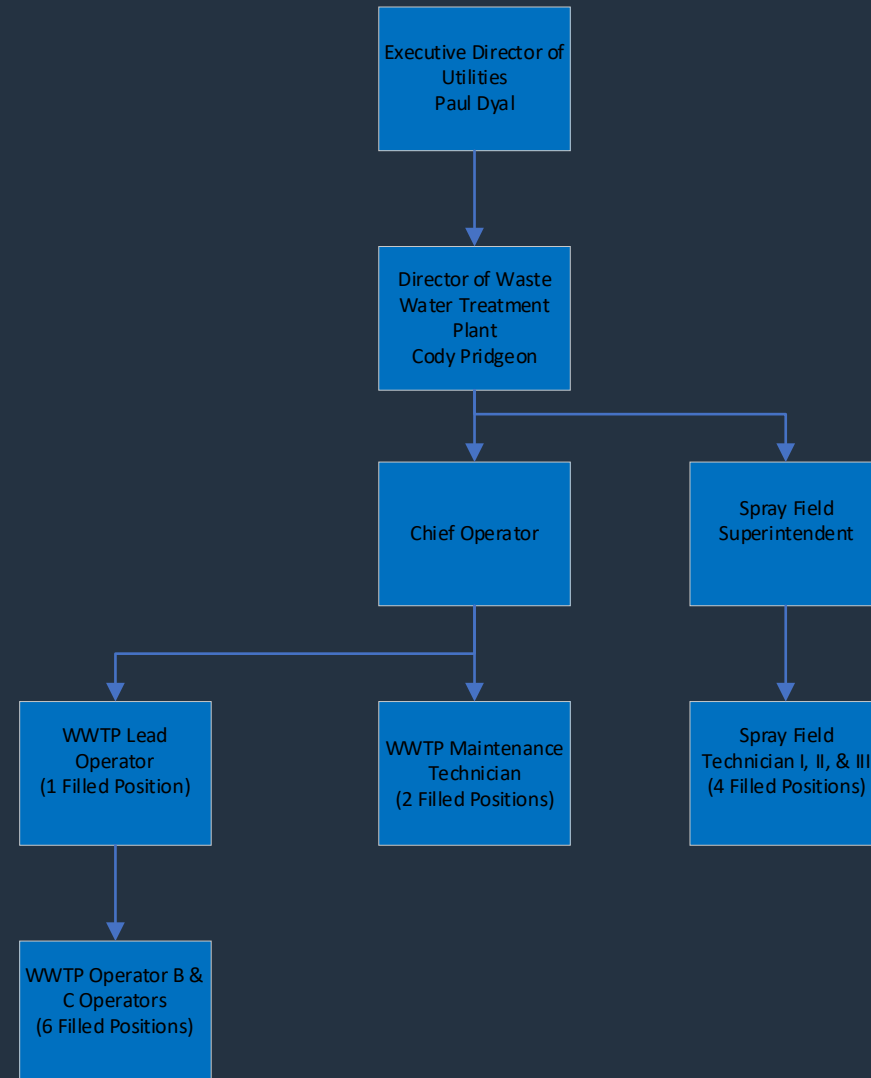 Executive Director of
Utilities
Paul Dyal
Director of Waste
Water Treatment
Plant
Cody Pridgeon
Chief Operator
Spray Field
Superintendent
WWTP Lead
Operator
(1 Filled Position)
WWTP Maintenance
Technician
(2 Filled Positions)
Spray Field
Technician I, II, & III
(4 Filled Positions)
WWTP Operator B &
C Operators
(6 Filled Positions)